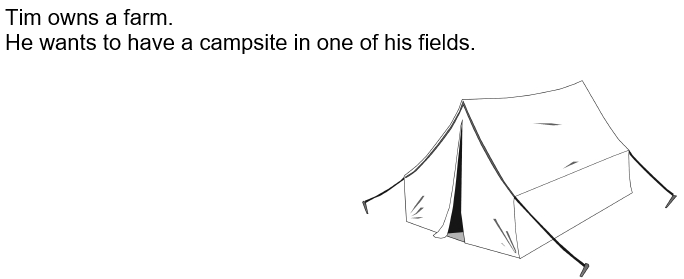 Tim owns a farm.
He wants to have a campsite in one of his fields.